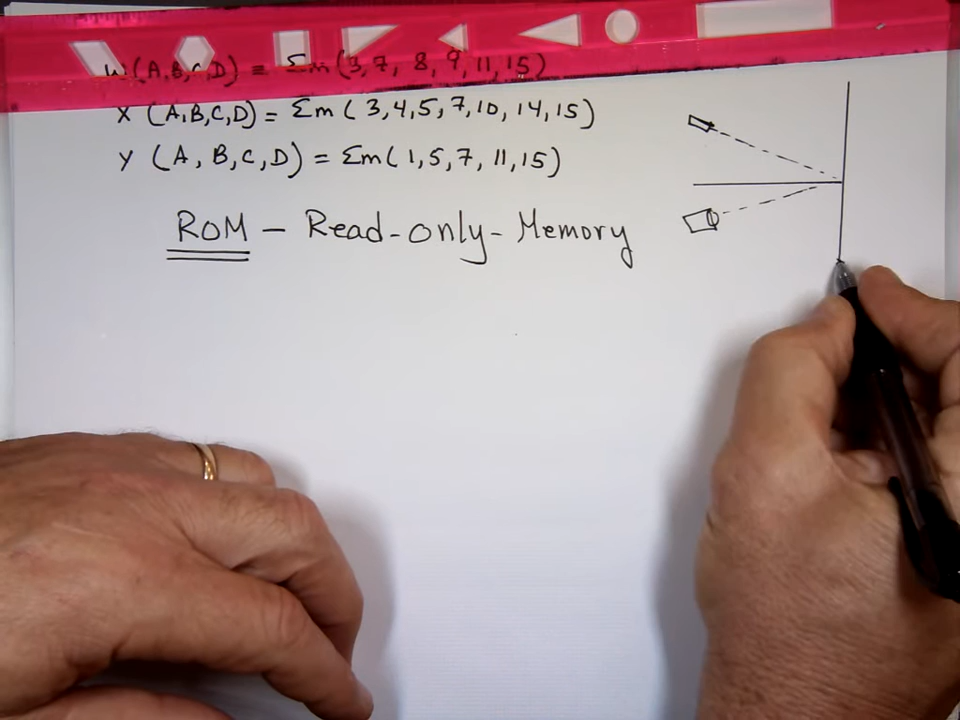 W(A,B,C,D) = Σm(3,7, 8, 9, 11, 15)
X (A,B,C,D) = Σm( 3,4,5,7,10, 14, 15)
Y (A, B, C, D) = Σm( 1, 5, 7, 11, 15)
ROM - Read-only-Memory